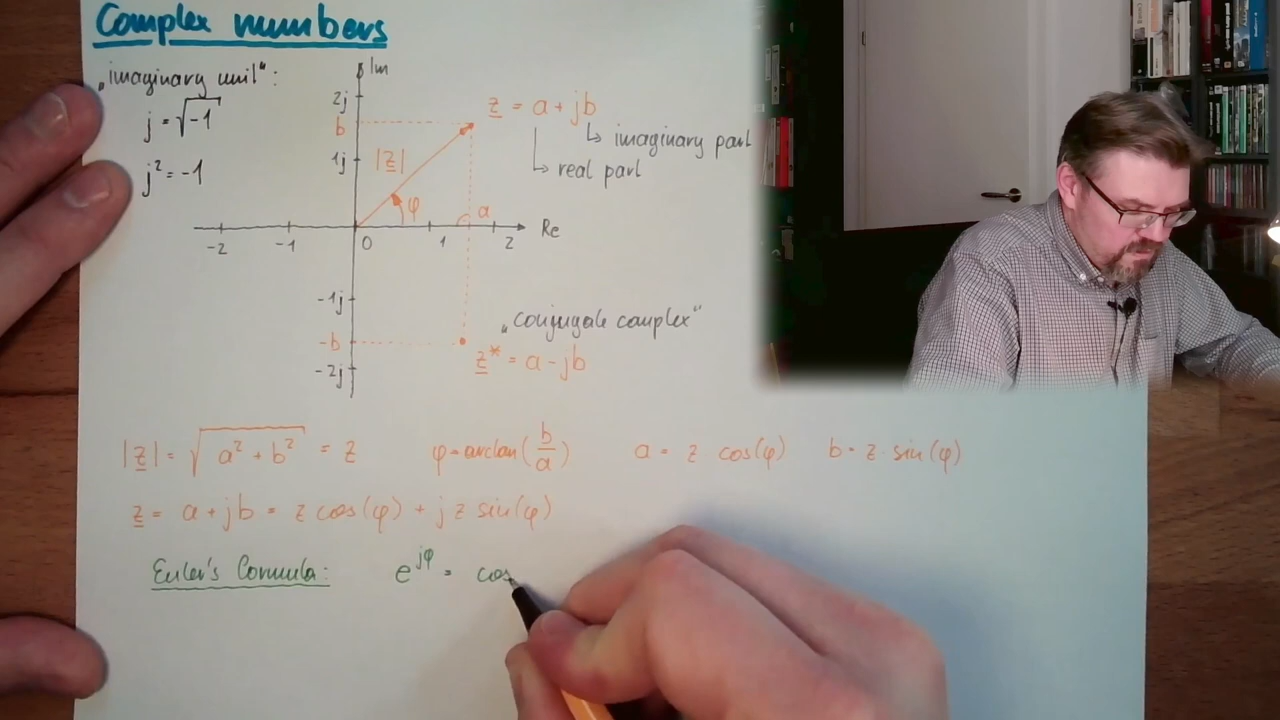 Complex numbers
"imaginary unit":
j = √-1
j² = -1
Im
2j
b
1j
|z|
φ
a
-2
-1
0
1
2
Re
z = a + jb
imaginary part
real part
-1j
-b
-2j
"conjugate complex"
z* = a - jb
|z| = √a² + b² = z
φ = arctan(b/a)
a = z cos(φ)
b = z · sin(φ)
z = a + jb = z cos(φ) + j z sin(φ)
Euler's Formula: e^jφ = cos